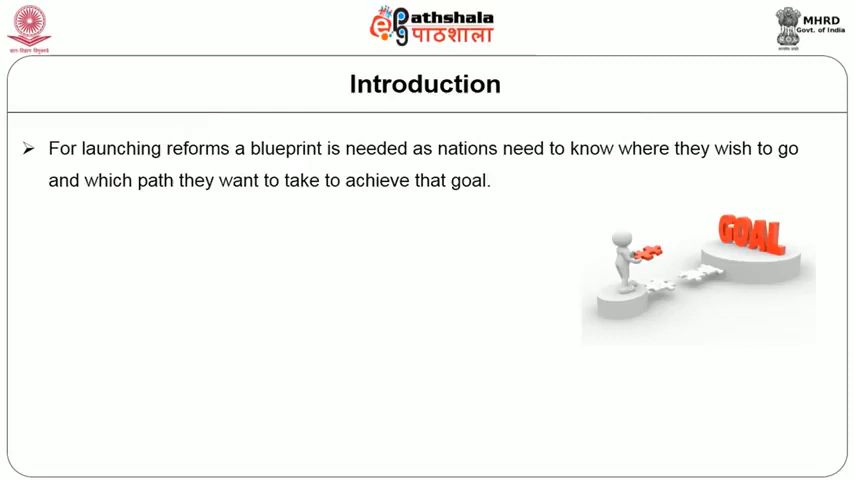 ePathshala
पाठशाला
MHRD
Govt. of India
Introduction
➢ For launching reforms a blueprint is needed as nations need to know where they wish to go
and which path they want to take to achieve that goal.
GOAL